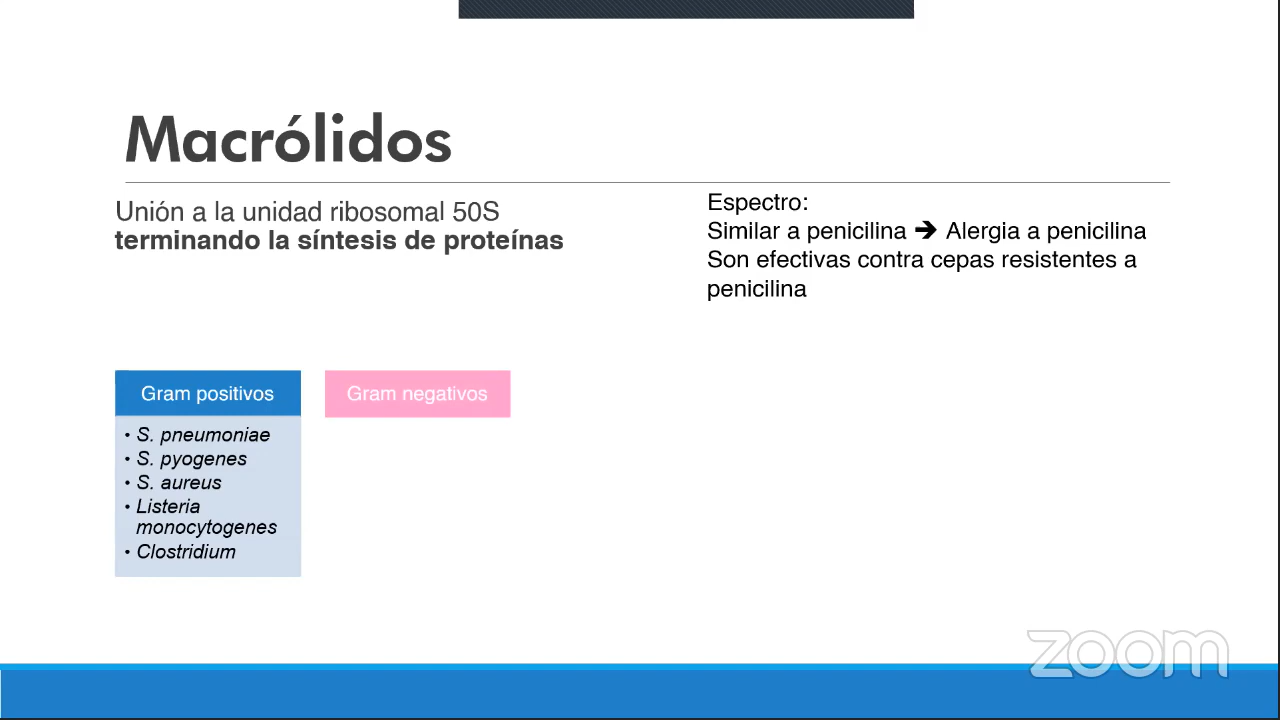 Macrólidos
Unión a la unidad ribosomal 50S
terminando la síntesis de proteínas
Espectro:
Similar a penicilina ➔ Alergia a penicilina
Son efectivas contra cepas resistentes a
penicilina
Gram positivos
• S. pneumoniae
• S. pyogenes
• S. aureus
• Listeria
monocytogenes
• Clostridium
Gram negativos
zoom